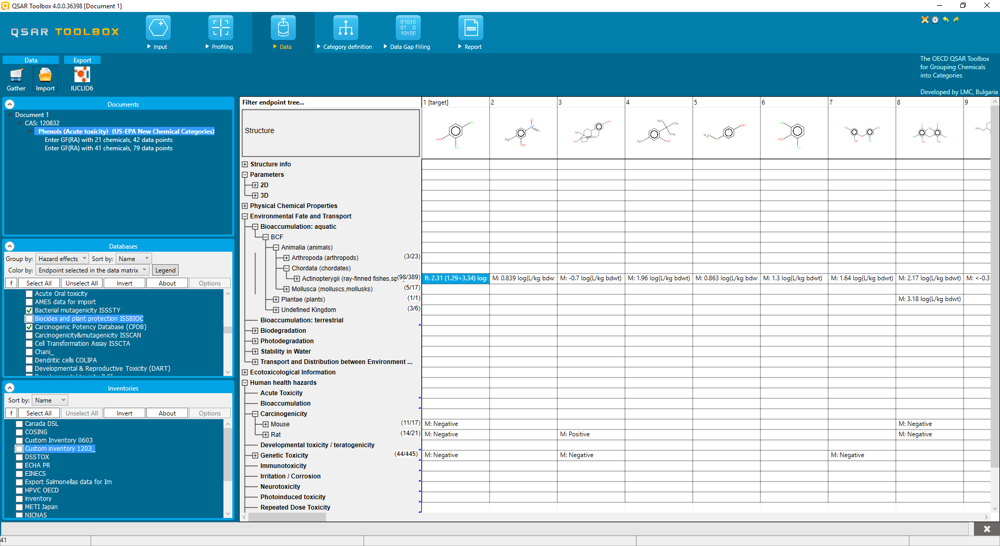 QSAR Toolbox 4.0.0.36398 [Document 1]
QSAR TOOLBOX
Input
Profiling
Data
Category definition
01010
01 0
10100
Data Gap Filling
Report
Data
Export
Gather
Import
IUCLID6
The OECD QSAR Toolbox
for Grouping Chemicals
into Categories
Developed by LMC, Bulgaria
Documents
Document 1
CAS: 120832
Phenols (Acute toxicity) (US-EPA New Chemical Categories)
Enter GF(RA) with 21 chemicals, 42 data points
Enter GF(RA) with 41 chemicals, 79 data points
Databases
Group by: Hazard effects Sort by: Name
Color by: Endpoint selected in the data matrix Legend
f Select All Unselect All Invert About Options
Acute Oral toxicity
AMES data for import
Bacterial mutagenicity ISSSTY
Biocides and plant protection ISSBIOC
Carcinogenic Potency Database (CPDB)
Carcinogenicity&mutagenicity ISSCAN
Cell Transformation Assay ISSCTA
Chani_
Dendritic cells COLIPA
Developmental & Reproductive Toxicity (DART)
Inventories
Sort by: Name
f Select All Unselect All Invert About Options
Canada DSL
COSING
Custom Inventory 0603
Custom inventory 1203_
DSSTOX
ECHA PR
EINECS
Export Salmonellas data for Im
HPVC OECD
inventory
METI Japan
NICNAS
Filter endpoint tree... 1 [target] 2 3 4 5 6 7 8 9
Structure
Structure info
Parameters
2D
3D
Physical Chemical Properties
Environmental Fate and Transport
Bioaccumulation: aquatic
BCF
Animalia (animals)
Arthropoda (arthropods) (3/23)
Chordata (chordates)
Actinopterygii (ray-finned fishes,sp (98/389) R: 2.31 (1.29÷3.34) log M: 0.839 log(L/kg bdw M: -0.7 log(L/kg bdwt) M: 1.96 log(L/kg bdwt) M: 0.863 log(L/kg bdw M: 1.3 log(L/kg bdwt) M: 1.64 log(L/kg bdwt) M: 2.17 log(L/kg bdwt) M: <-0.3
Mollusca (molluscs,mollusks) (5/17)
Plantae (plants) (1/1) M: 3.18 log(L/kg bdwt)
Undefined Kingdom (3/6)
Bioaccumulation: terrestrial
Biodegradation
Photodegradation
Stability in Water
Transport and Distribution between Environment ...
Ecotoxicological Information
Human health hazards
Acute Toxicity
Bioaccumulation
Carcinogenicity
Mouse (11/17) M: Negative M: Negative
Rat (14/21) M: Negative M: Positive M: Negative
Developmental toxicity / teratogenicity
Genetic Toxicity (44/445) M: Negative M: Negative M: Negative
Immunotoxicity
Irritation / Corrosion
Neurotoxicity
Photoinduced toxicity
Repeated Dose Toxicity
41